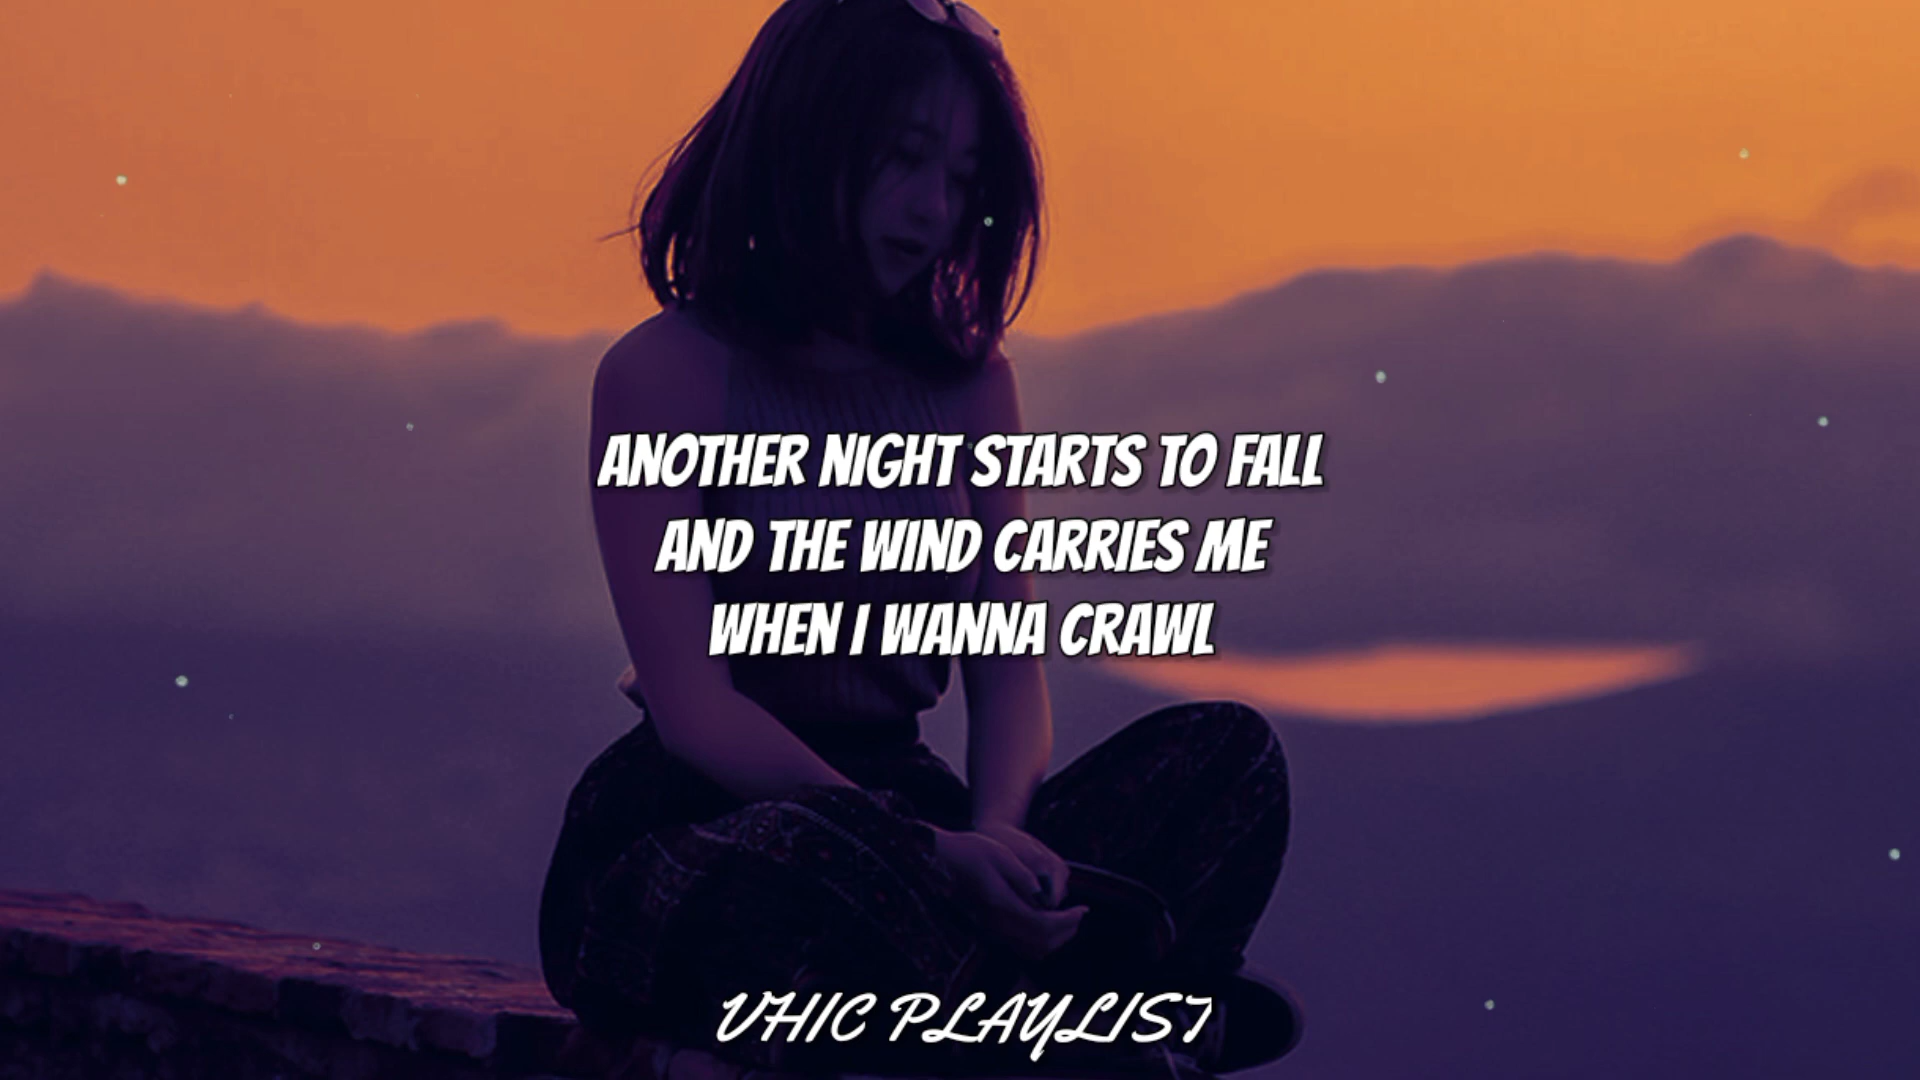 ANOTHER NIGHT STARTS TO FALL
AND THE WIND CARRIES ME
WHEN I WANNA CRAWL
VHIC PLAYLIST